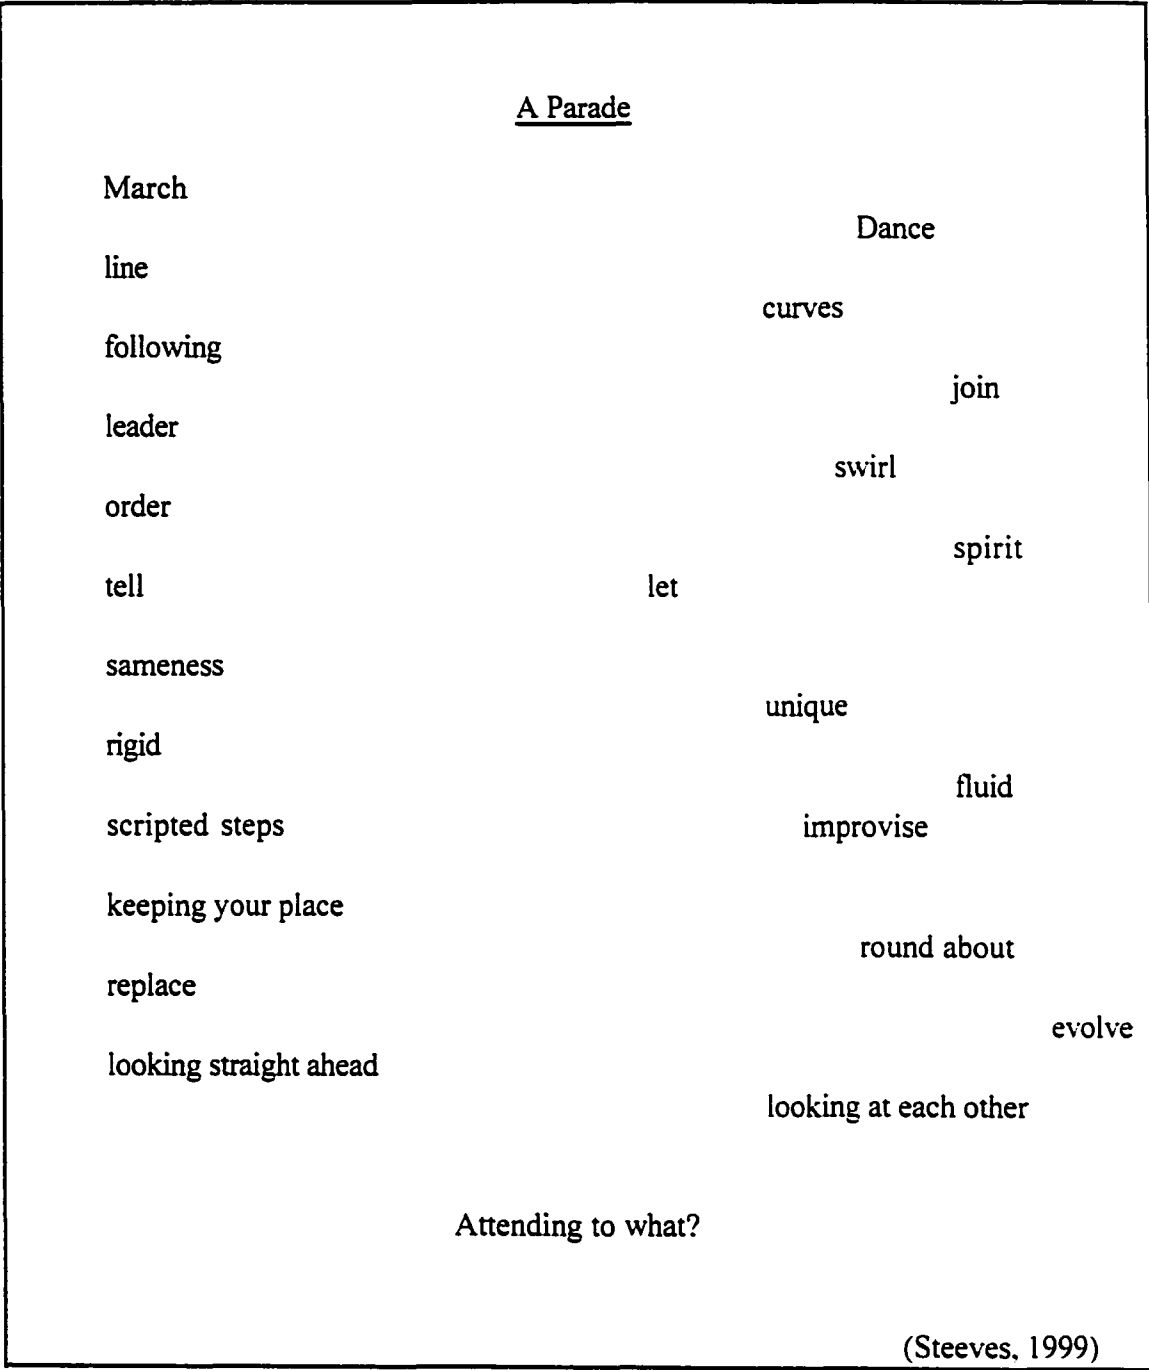 A Parade
March
Dance
line
curves
following
join
leader
swirl
order
spirit
tell let
sameness
unique
rigid
fluid
scripted steps improvise
keeping your place
round about
replace
evolve
looking straight ahead
looking at each other
Attending to what?
(Steeves, 1999)